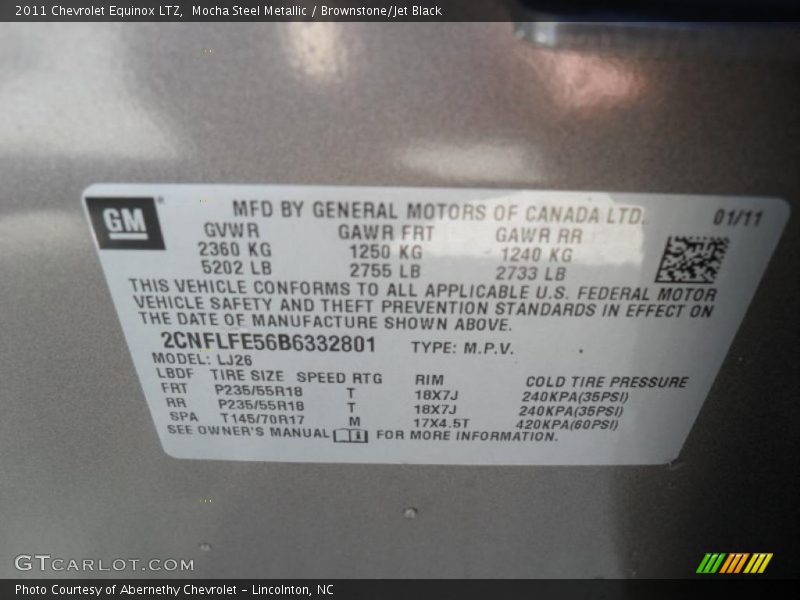 2011 Chevrolet Equinox LTZ, Mocha Steel Metallic / Brownstone/Jet Black
GM
MFD BY GENERAL MOTORS OF CANADA LTD. 01/11
GVWR GAWR FRT GAWR RR
2360 KG 1250 KG 1240 KG
5202 LB 2755 LB 2733 LB
THIS VEHICLE CONFORMS TO ALL APPLICABLE U.S. FEDERAL MOTOR
VEHICLE SAFETY AND THEFT PREVENTION STANDARDS IN EFFECT ON
THE DATE OF MANUFACTURE SHOWN ABOVE.
2CNFLFE56B6332801 TYPE: M.P.V.
MODEL: LJ26
LBDF TIRE SIZE SPEED RTG RIM COLD TIRE PRESSURE
FRT P235/55R18 T 18X7J 240KPA(35PSI)
RR P235/55R18 T 18X7J 240KPA(35PSI)
SPA T145/70R17 M 17X4.5T 420KPA(60PSI)
SEE OWNER'S MANUAL FOR MORE INFORMATION.
GTCARLOT.COM
Photo Courtesy of Abernethy Chevrolet – Lincolnton, NC